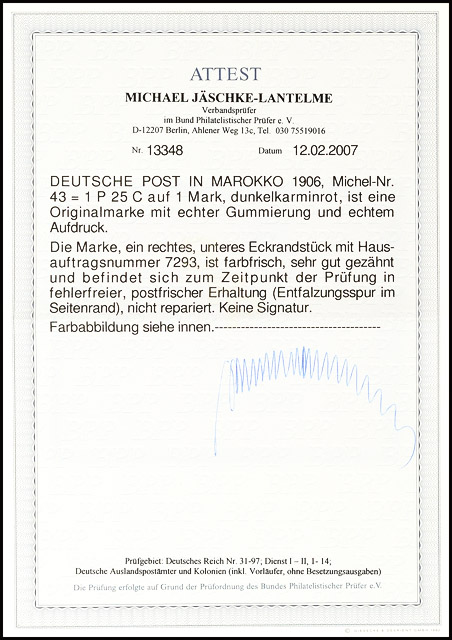 ATTEST
MICHAEL JÄSCHKE-LANTELME
Verbandsprüfer
im Bund Philatelistischer Prüfer e. V.
D-12207 Berlin, Ahlener Weg 13c, Tel. 030 75519016
Nr. 13348 Datum 12.02.2007
DEUTSCHE POST IN MAROKKO 1906, Michel-Nr.
43 = 1 P 25 C auf 1 Mark, dunkelkarminrot, ist eine
Originalmarke mit echter Gummierung und echtem
Aufdruck.
Die Marke, ein rechtes, unteres Eckrandstück mit Haus-
auftragsnummer 7293, ist farbfrisch, sehr gut gezähnt
und befindet sich zum Zeitpunkt der Prüfung in
fehlerfreier, postfrischer Erhaltung (Entfalzungsspur im
Seitenrand), nicht repariert. Keine Signatur.
Farbabbildung siehe innen.--------------------------------------
Prüfgebiet: Deutsches Reich Nr. 31-97; Dienst I – II, 1- 14;
Deutsche Auslandspostämter und Kolonien (inkl. Vorläufer, ohne Besetzungsausgaben)
Die Prüfung erfolgte auf Grund der Prüfordnung des Bundes Philatelistischer Prüfer e.V.